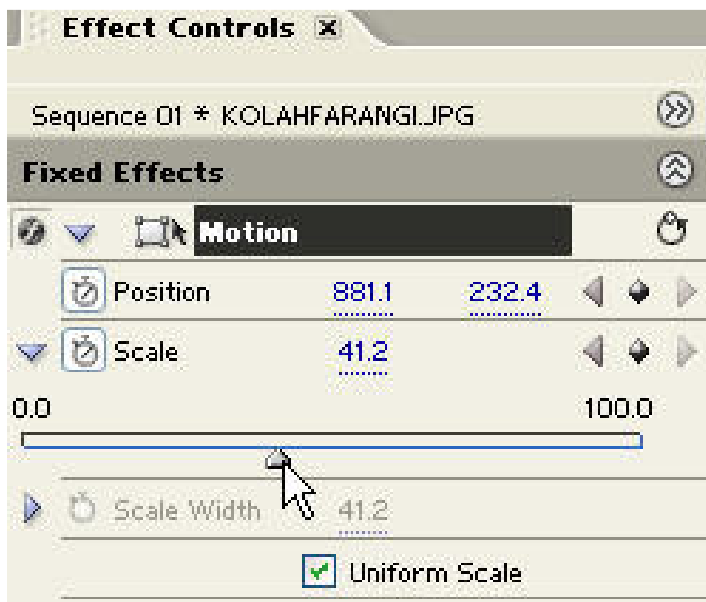 Effect Controls
Sequence 01 * KOLAHFARANGI.JPG
Fixed Effects
Motion
Position 881.1 232.4
Scale 41.2
0.0 100.0
Scale Width 41.2
Uniform Scale